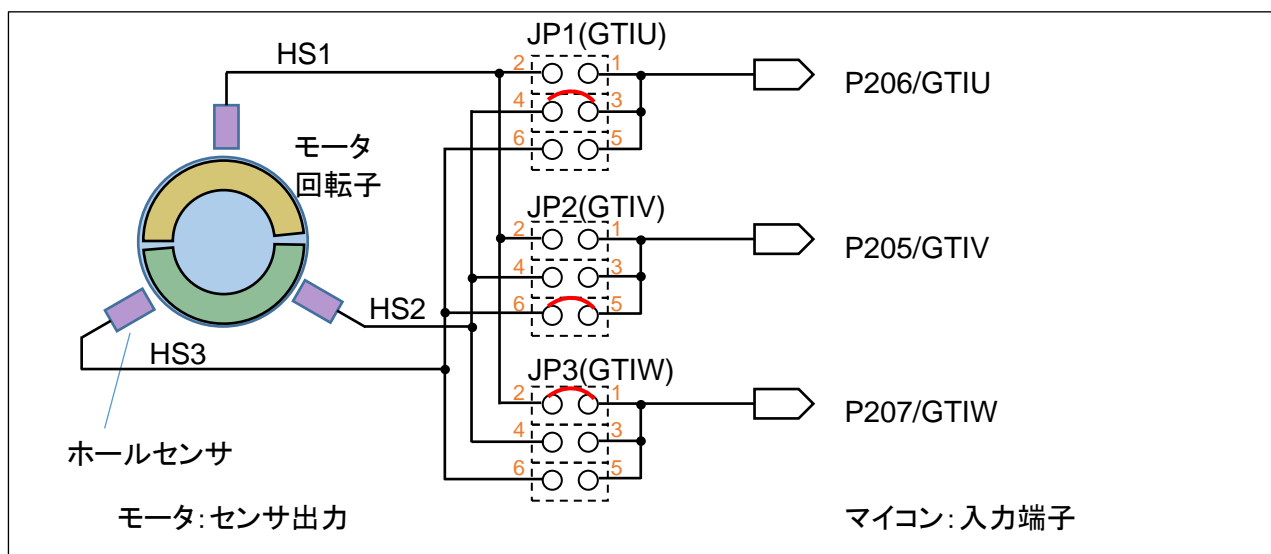 JP1(GTIU)
HS1
2 1
4 3
6 5
P206/GTIU
モータ
回転子
JP2(GTIV)
2 1
4 3
6 5
P205/GTIV
HS2
HS3
JP3(GTIW)
2 1
4 3
6 5
P207/GTIW
ホールセンサ
モータ：センサ出力
マイコン：入力端子